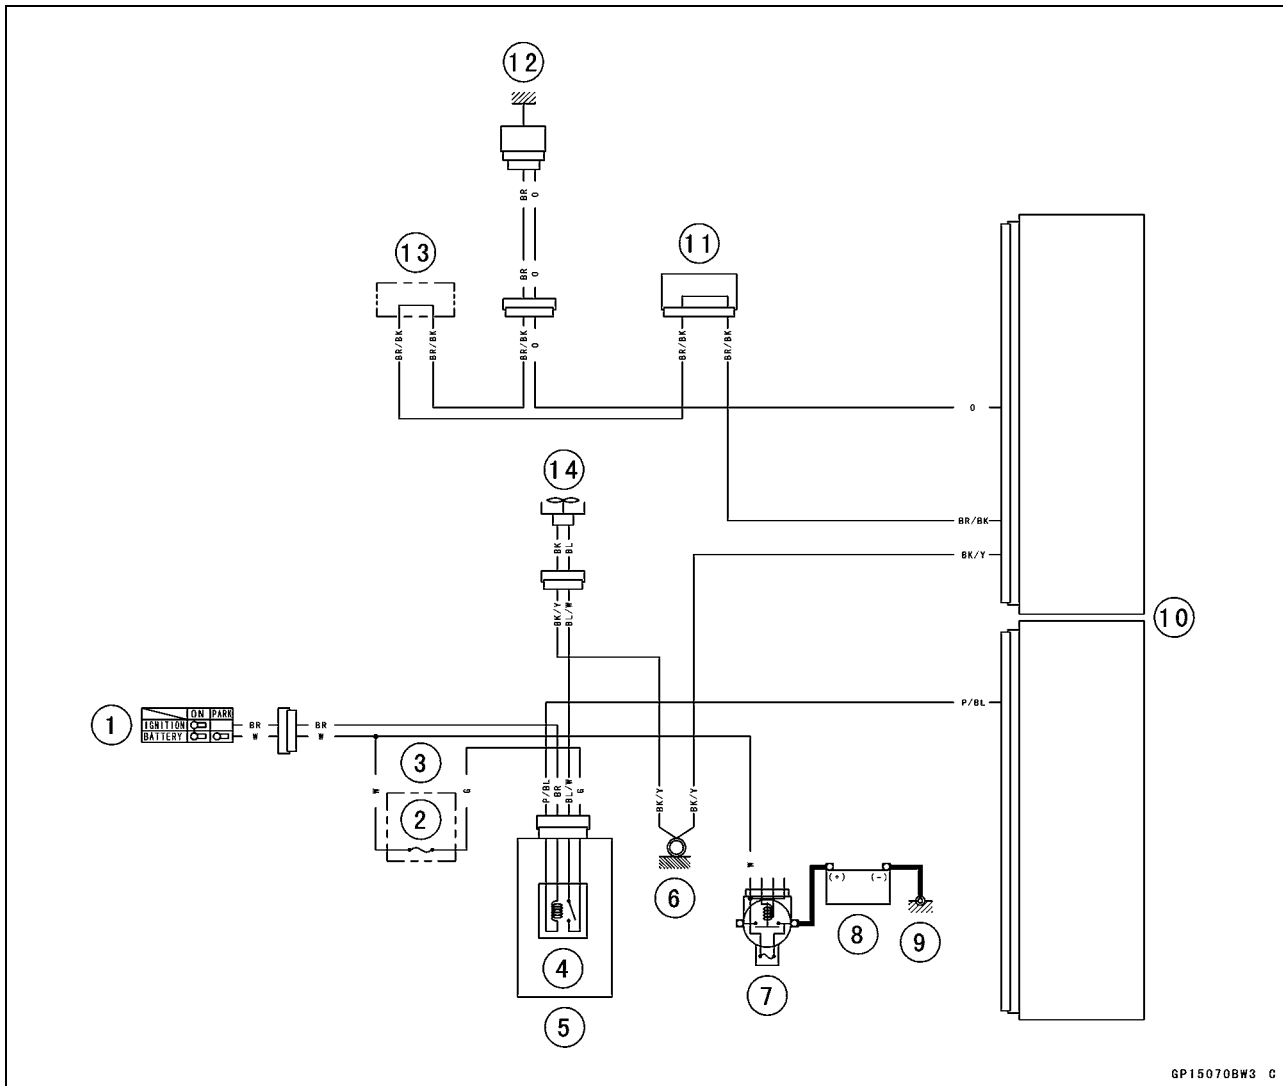 12
BR O
13
11
BR O
BR/BK BR/BK
BR/BK O
BR/BK BR/BK
O
14
BR/BK
BK BL
BK/Y
BK/Y BL/W
10
P/BL
1
ON PARK
IGNITION BR BR
BATTERY W W
3
W G
P/BL BR BL/W G
BK/Y BK/Y
2
W
(+) (-)
6
8
9
4
7
5
GP15070BW3 C